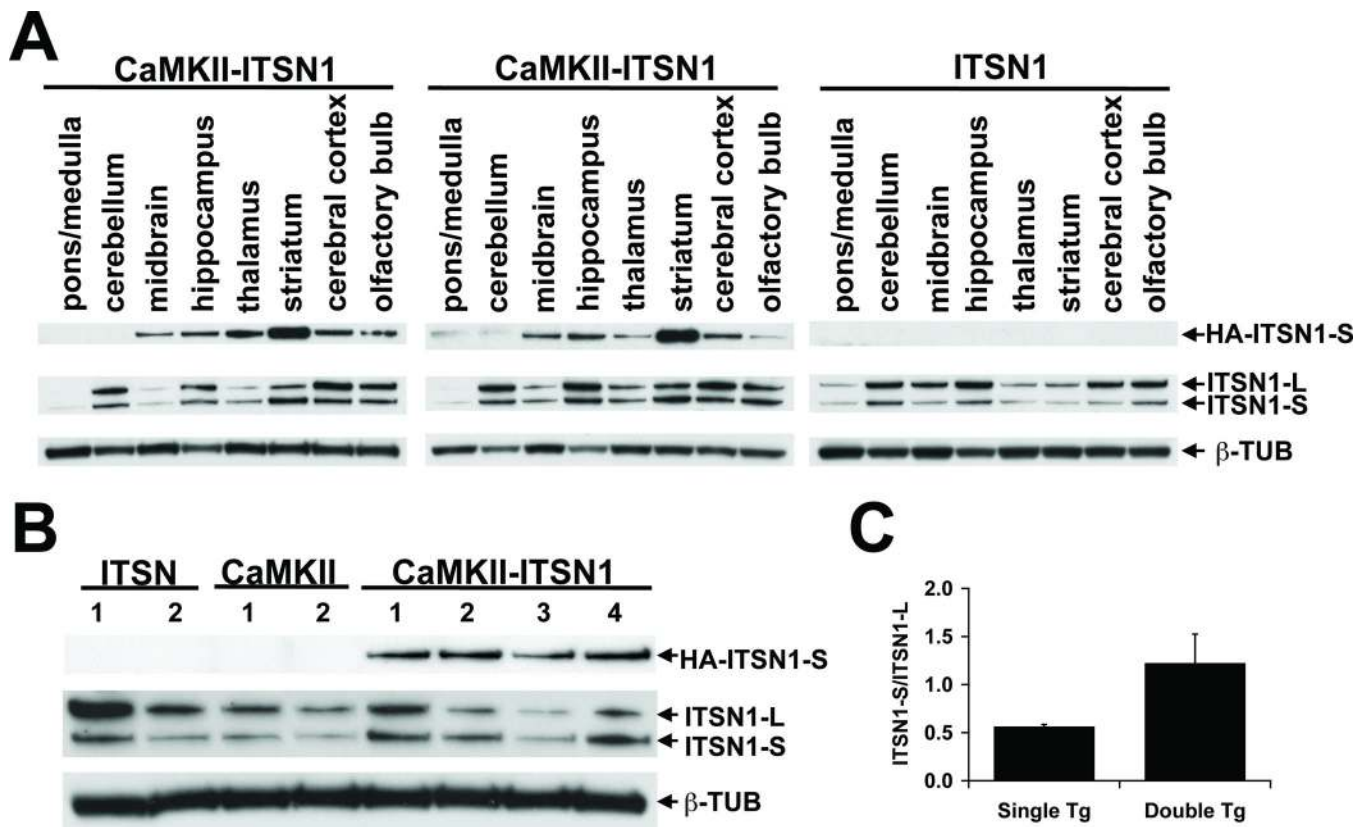 A
CaMKII-ITSN1
CaMKII-ITSN1
ITSN1
pons/medulla
cerebellum
midbrain
hippocampus
thalamus
striatum
cerebral cortex
olfactory bulb
pons/medulla
cerebellum
midbrain
hippocampus
thalamus
striatum
cerebral cortex
olfactory bulb
pons/medulla
cerebellum
midbrain
hippocampus
thalamus
striatum
cerebral cortex
olfactory bulb
HA-ITSN1-S
ITSN1-L
ITSN1-S
β-TUB
B
ITSN CaMKII CaMKII-ITSN1
1 2 1 2 1 2 3 4
HA-ITSN1-S
ITSN1-L
ITSN1-S
β-TUB
C
ITSN1-S/ITSN1-L
2.0
1.5
1.0
0.5
0.0
Single Tg Double Tg